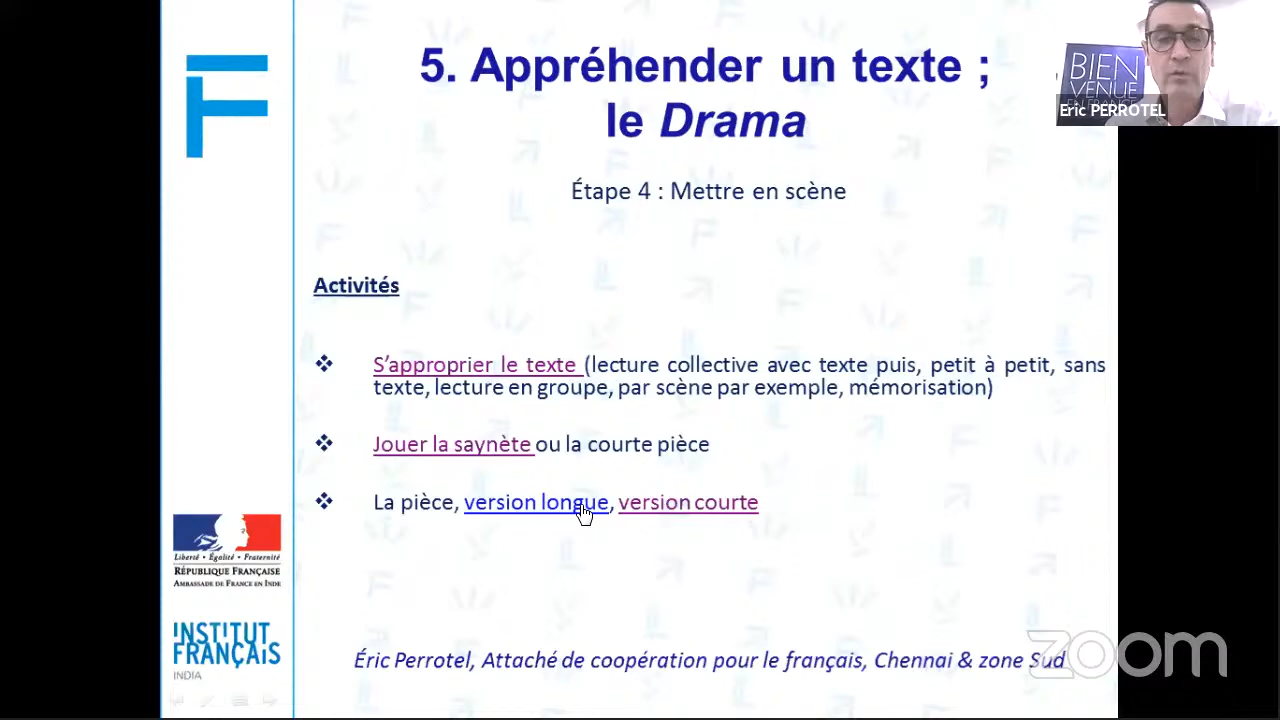 5. Appréhender un texte ;
le Drama
BIEN
VENUE
EN FRANCE
Eric PERROTEL
Étape 4 : Mettre en scène
Activités
❖ S’approprier le texte (lecture collective avec texte puis, petit à petit, sans
texte, lecture en groupe, par scène par exemple, mémorisation)
❖ Jouer la saynète ou la courte pièce
❖ La pièce, version longue, version courte
Liberté • Égalité • Fraternité
RÉPUBLIQUE FRANÇAISE
AMBASSADE DE FRANCE EN INDE
INSTITUT
FRANÇAIS
INDIA
Éric Perrotel, Attaché de coopération pour le français, Chennai & zone Sud
zoom